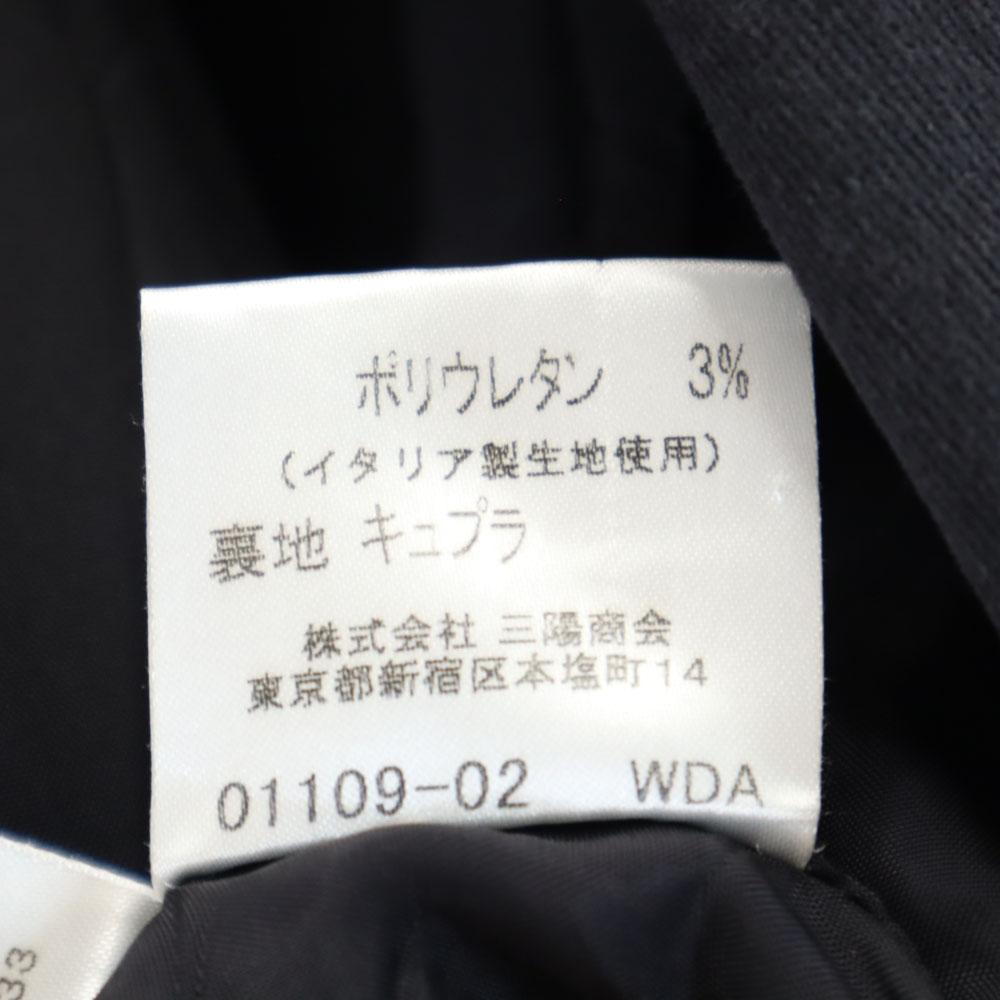 ポリウレタン 3%
(イタリア製生地使用)
裏地 キュプラ
株式会社 三陽商会
東京都新宿区本塩町14
01109-02 WDA
33